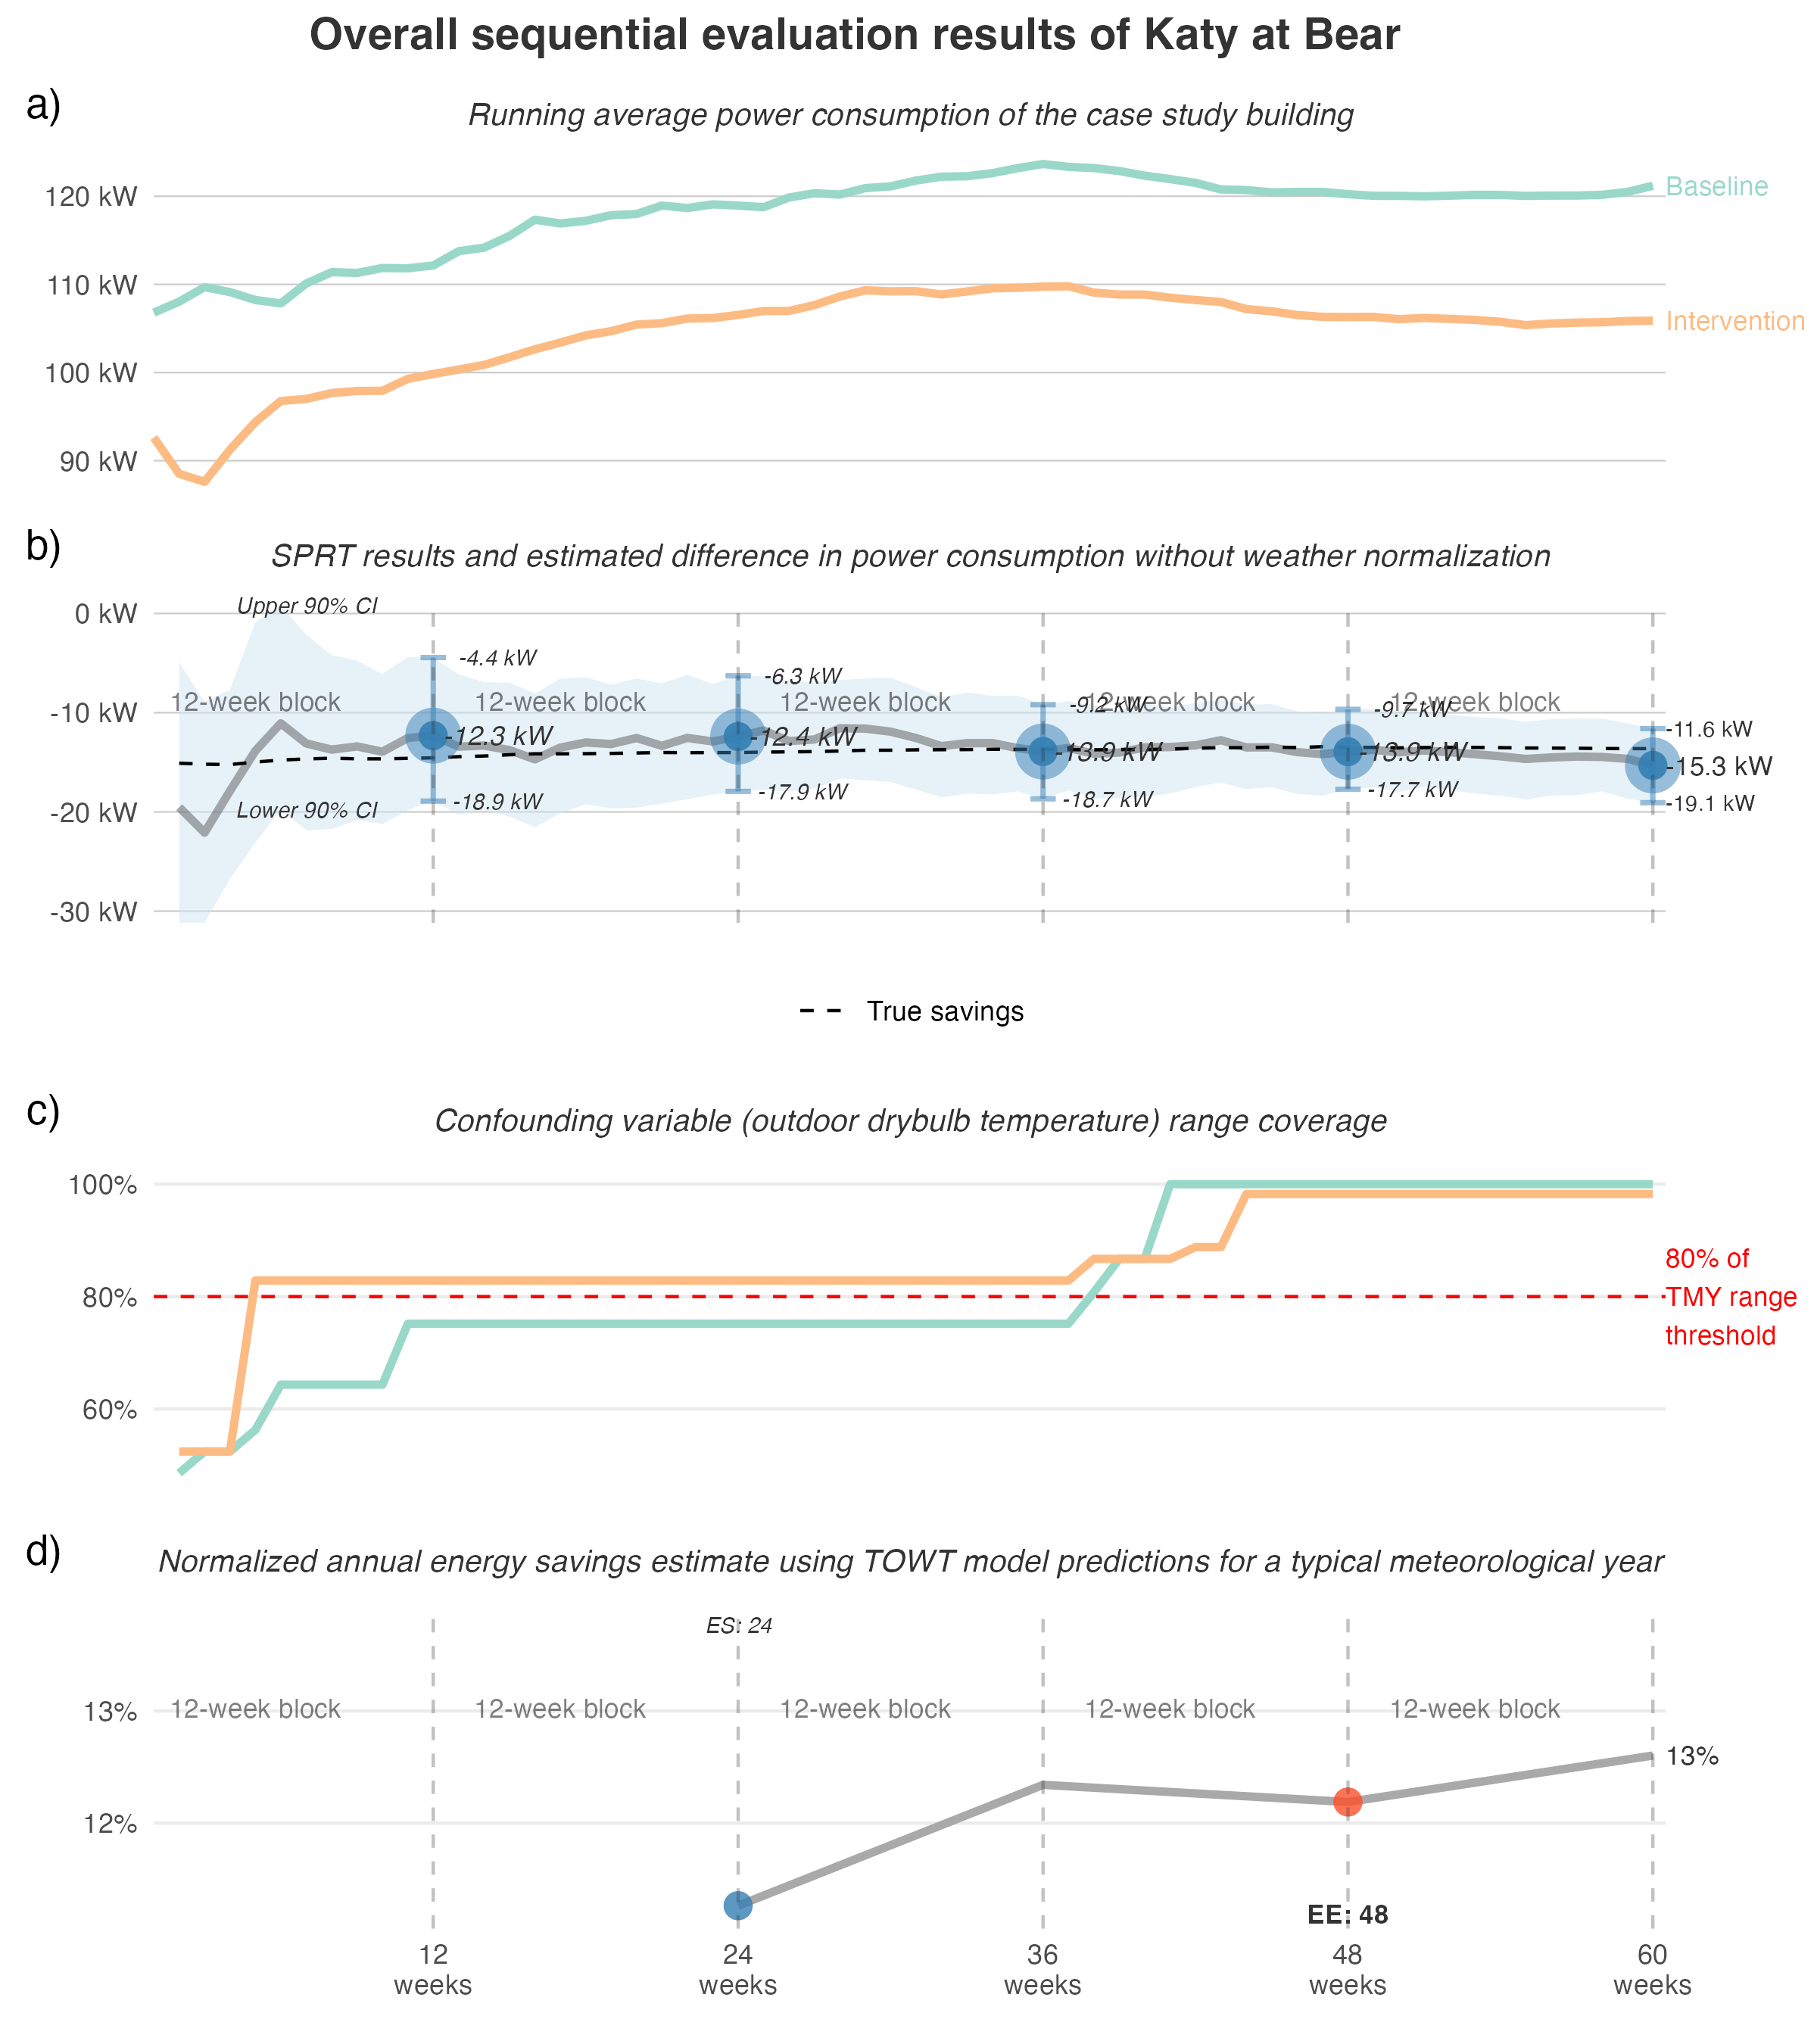 Overall sequential evaluation results of Katy at Bear
a)
Running average power consumption of the case study building
120 kW
110 kW
100 kW
90 kW
Baseline
Intervention
b)
SPRT results and estimated difference in power consumption without weather normalization
0 kW
-10 kW
-20 kW
-30 kW
Upper 90% CI
Lower 90% CI
12-week block
12-week block
12-week block
12-week block
12-week block
-4.4 kW
-12.3 kW
-18.9 kW
-6.3 kW
-12.4 kW
-17.9 kW
-9.2 kW
-13.9 kW
-18.7 kW
-9.7 kW
-13.9 kW
-17.7 kW
-11.6 kW
-15.3 kW
-19.1 kW
True savings
c)
Confounding variable (outdoor drybulb temperature) range coverage
100%
80%
60%
80% of
TMY range
threshold
d)
Normalized annual energy savings estimate using TOWT model predictions for a typical meteorological year
ES: 24
13%
12%
12-week block
12-week block
12-week block
12-week block
12-week block
13%
EE: 48
12
weeks
24
weeks
36
weeks
48
weeks
60
weeks